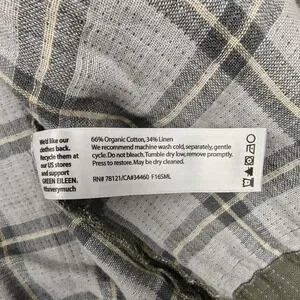 We'd like our
clothes back.
Recycle them at
our US stores
and support
GREEN EILEEN.
#thankyouverymuch
66% Organic Cotton, 34% Linen
We recommend machine wash cold, separately, gentle
cycle. Do not bleach. Tumble dry low, remove promptly.
Press to restore. May be dry cleaned.
RN# 78121/CA#34460 F16SML